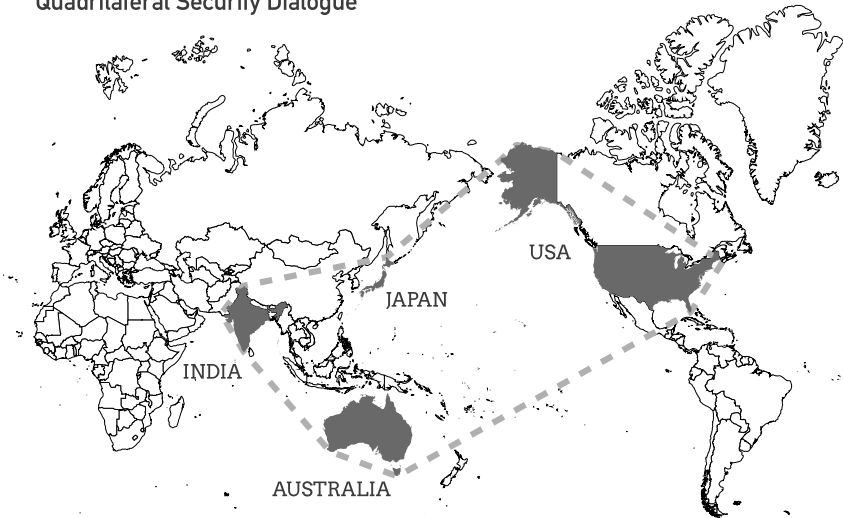 Quadrilateral Security Dialogue
USA
JAPAN
INDIA
AUSTRALIA